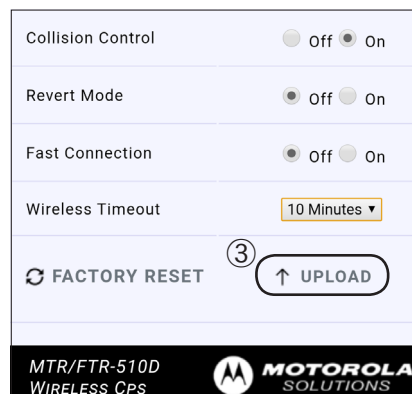 Collision Control Off On
Revert Mode Off On
Fast Connection Off On
Wireless Timeout 10 Minutes ▼
③
FACTORY RESET ↑ UPLOAD
MTR/FTR-510D MOTOROLA
WIRELESS CPS SOLUTIONS